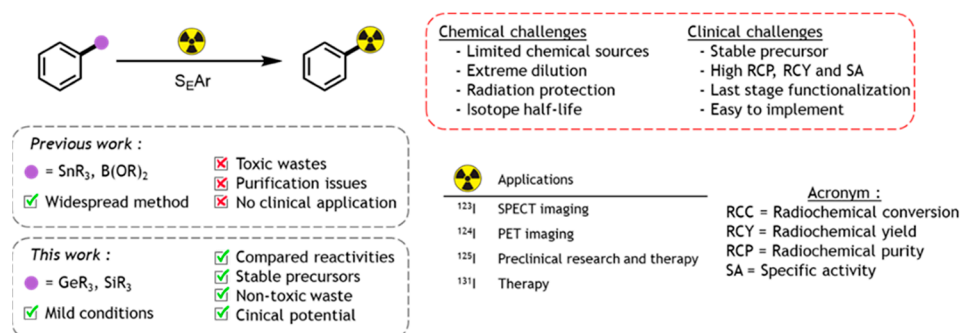 SEAr
Chemical challenges
- Limited chemical sources
- Extreme dilution
- Radiation protection
- Isotope half-life
Clinical challenges
- Stable precursor
- High RCP, RCY and SA
- Last stage functionalization
- Easy to implement
Previous work :
= SnR3, B(OR)2
Widespread method
Toxic wastes
Purification issues
No clinical application
This work :
= GeR3, SiR3
Mild conditions
Compared reactivities
Stable precursors
Non-toxic waste
Cinical potential
Applications
123I SPECT imaging
124I PET imaging
125I Preclinical research and therapy
131I Therapy
Acronym :
RCC = Radiochemical conversion
RCY = Radiochemical yield
RCP = Radiochemical purity
SA = Specific activity